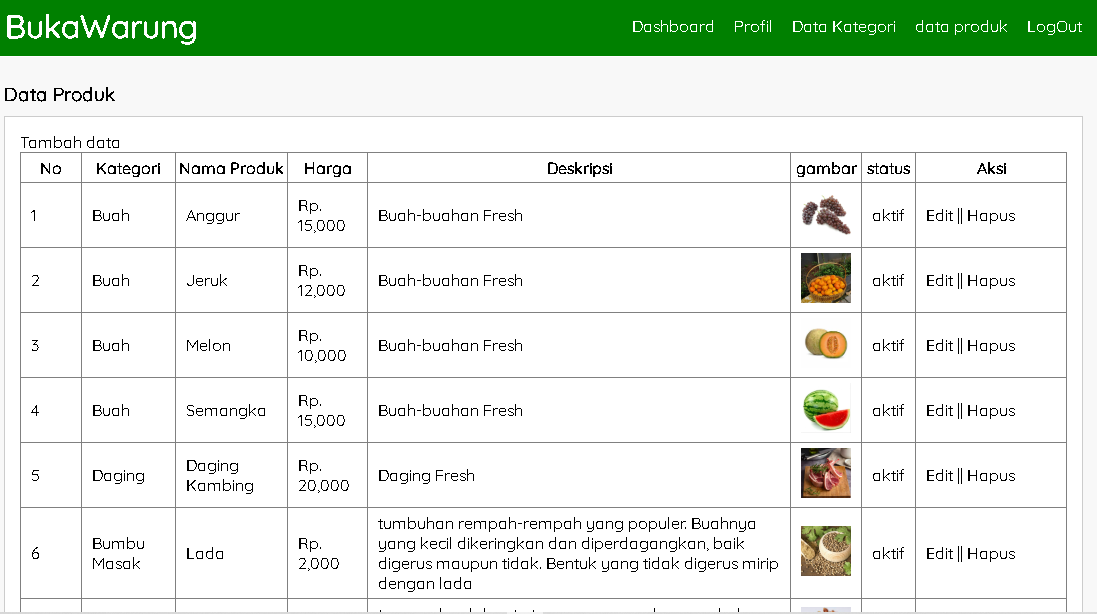 BukaWarung
Dashboard Profil Data Kategori data produk LogOut
Data Produk
Tambah data
No Kategori Nama Produk Harga Deskripsi gambar status Aksi
1 Buah Anggur Rp. 15,000 Buah-buahan Fresh aktif Edit || Hapus
2 Buah Jeruk Rp. 12,000 Buah-buahan Fresh aktif Edit || Hapus
3 Buah Melon Rp. 10,000 Buah-buahan Fresh aktif Edit || Hapus
4 Buah Semangka Rp. 15,000 Buah-buahan Fresh aktif Edit || Hapus
5 Daging Daging Kambing Rp. 20,000 Daging Fresh aktif Edit || Hapus
6 Bumbu Masak Lada Rp. 2,000 tumbuhan rempah-rempah yang populer. Buahnya
yang kecil dikeringkan dan diperdagangkan, baik
digerus maupun tidak. Bentuk yang tidak digerus mirip
dengan lada aktif Edit || Hapus